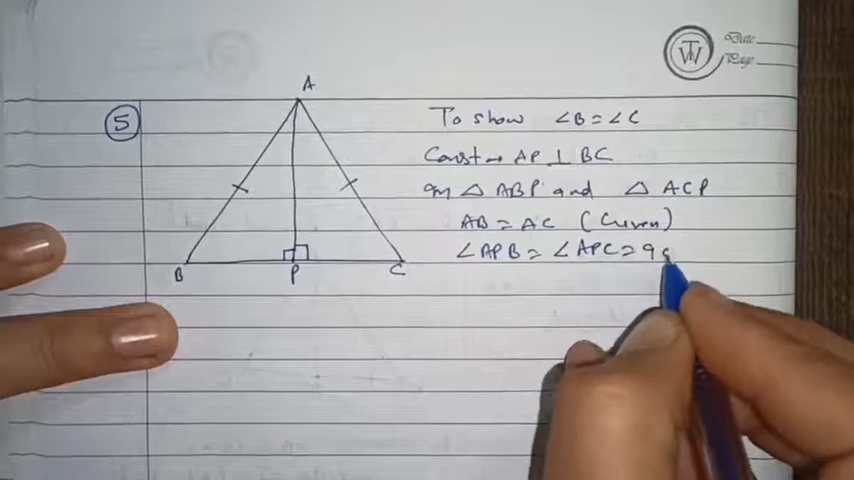 Date
Page
5
A
B
P
C
To show ∠B = ∠C
Const → AP ⊥ BC
In △ ABP and △ ACP
AB = AC (Given)
∠APB = ∠APC = 90